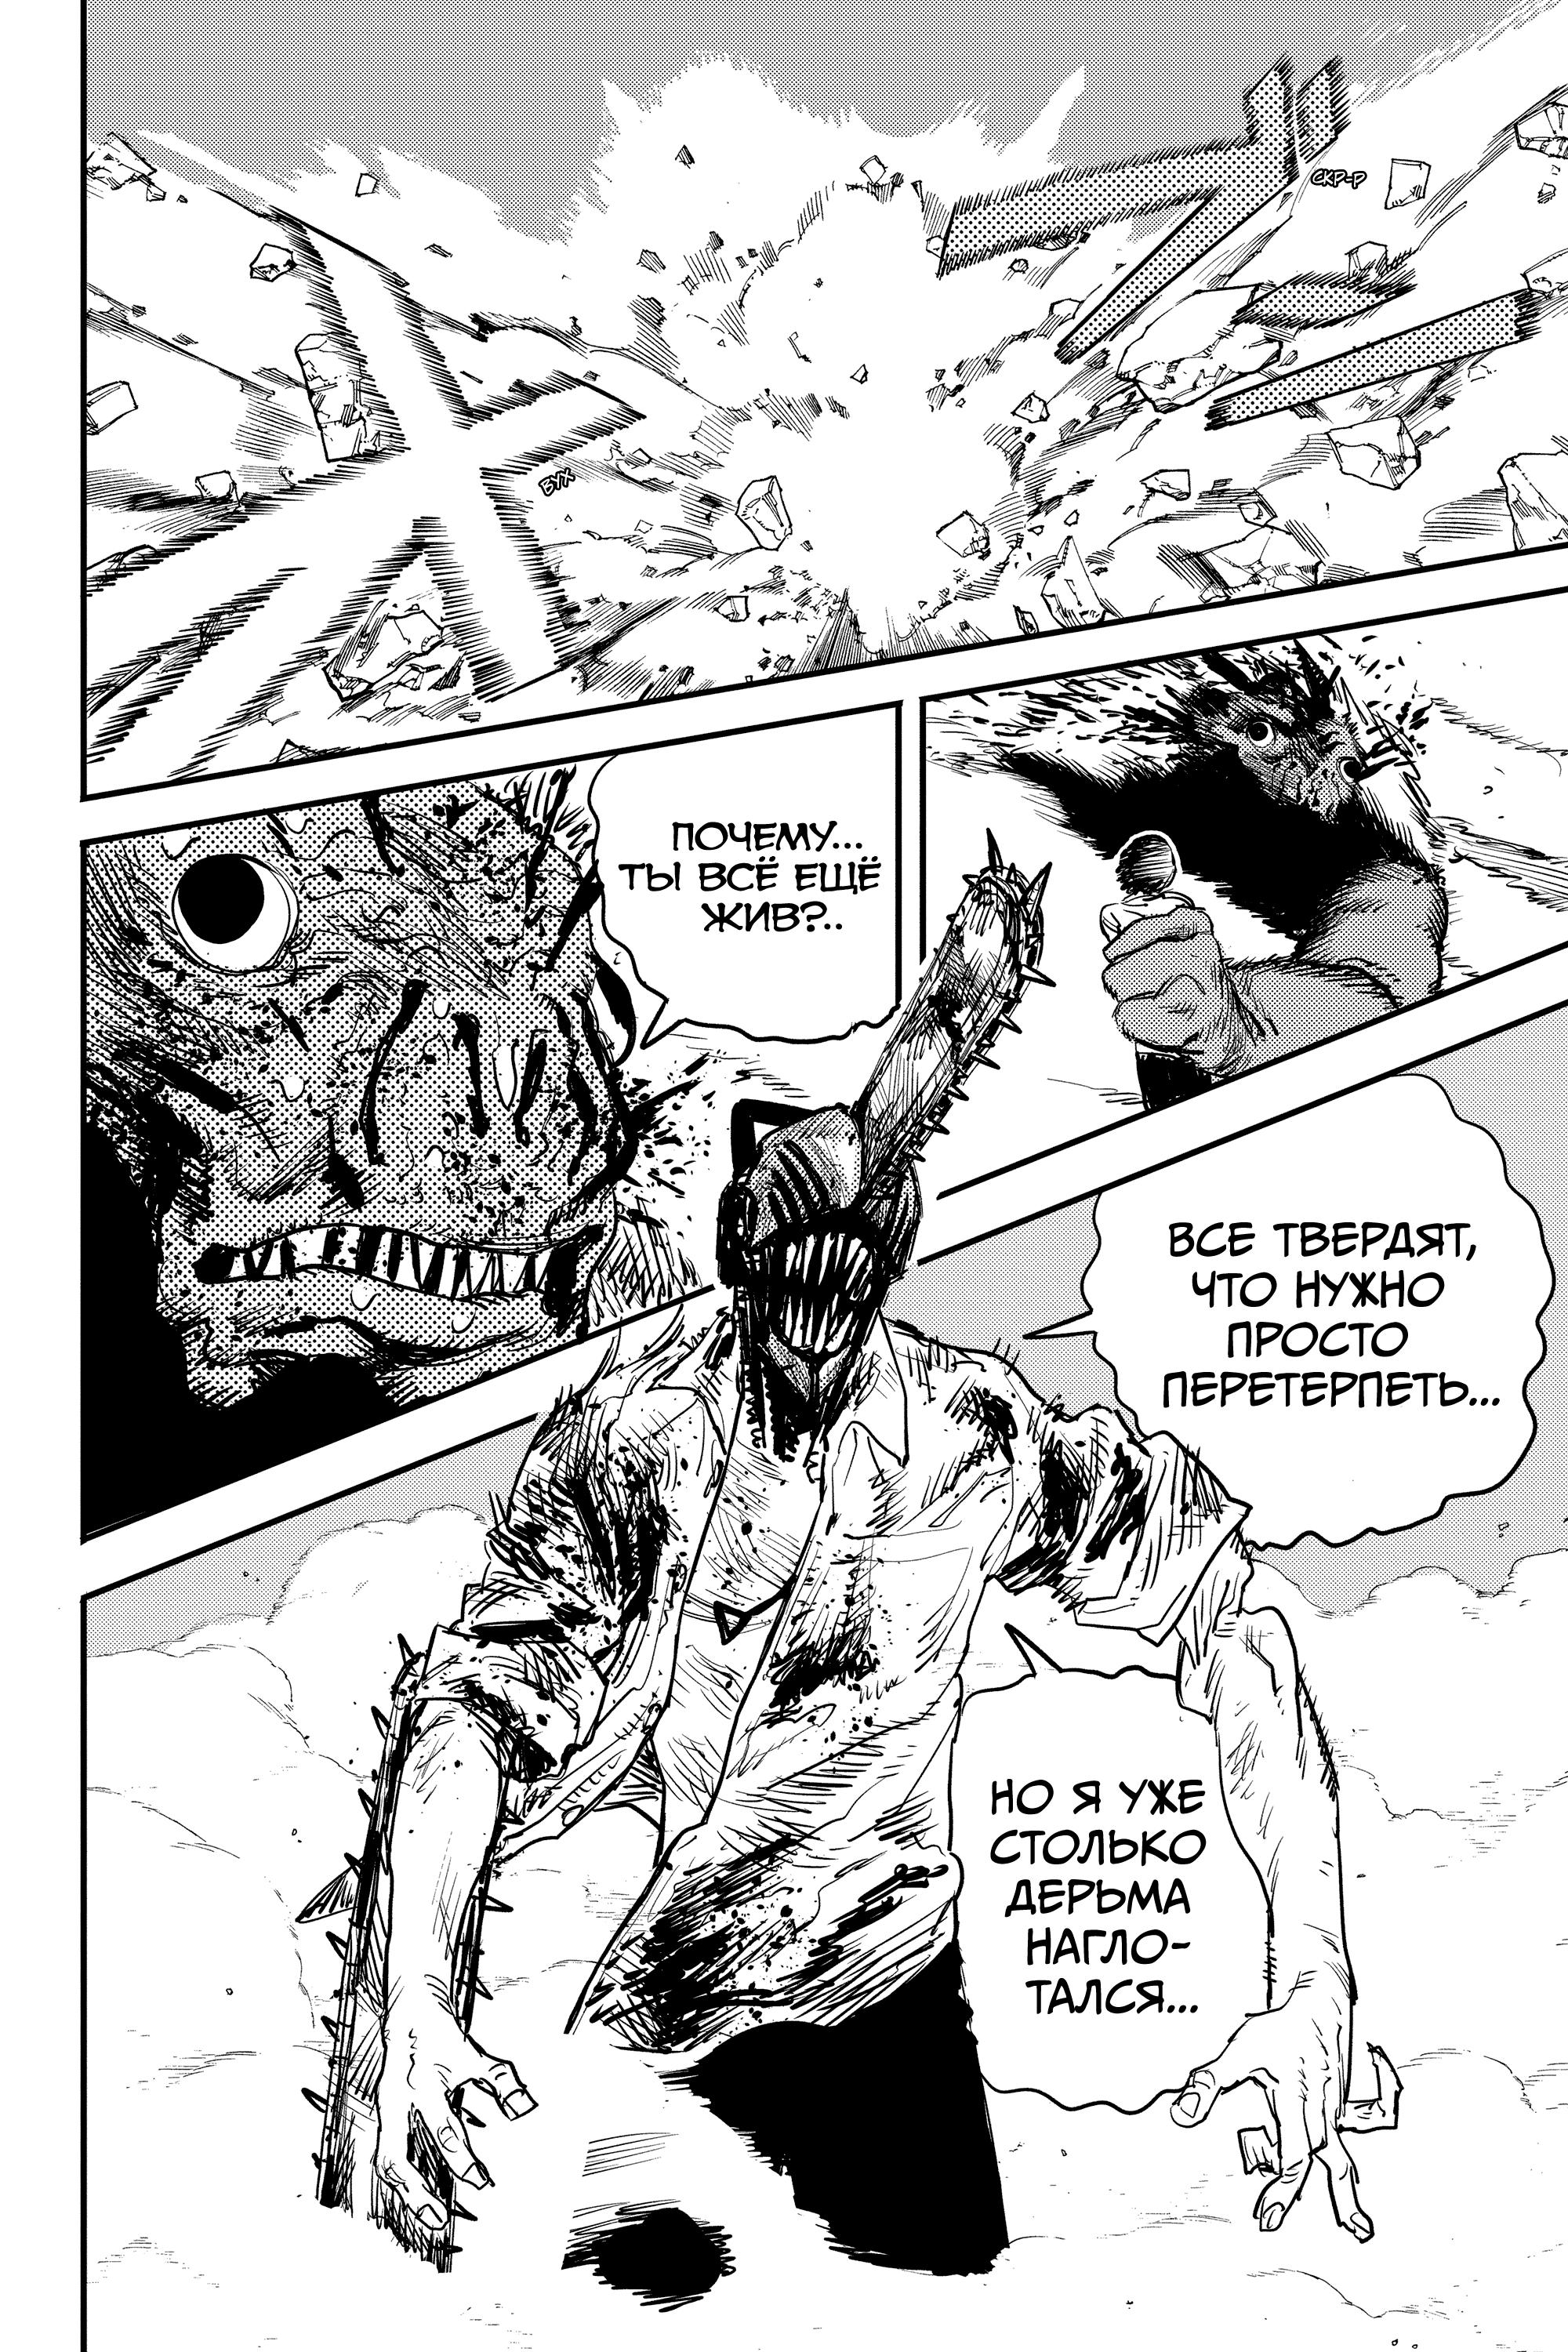 СКР-Р
БУХ
ПОЧЕМУ...
ТЫ ВСЁ ЕЩЁ
ЖИВ?..
ВСЕ ТВЕРДЯТ,
ЧТО НУЖНО
ПРОСТО
ПЕРЕТЕРПЕТЬ...
НО Я УЖЕ
СТОЛЬКО
ДЕРЬМА
НАГЛО-
ТАЛСЯ...